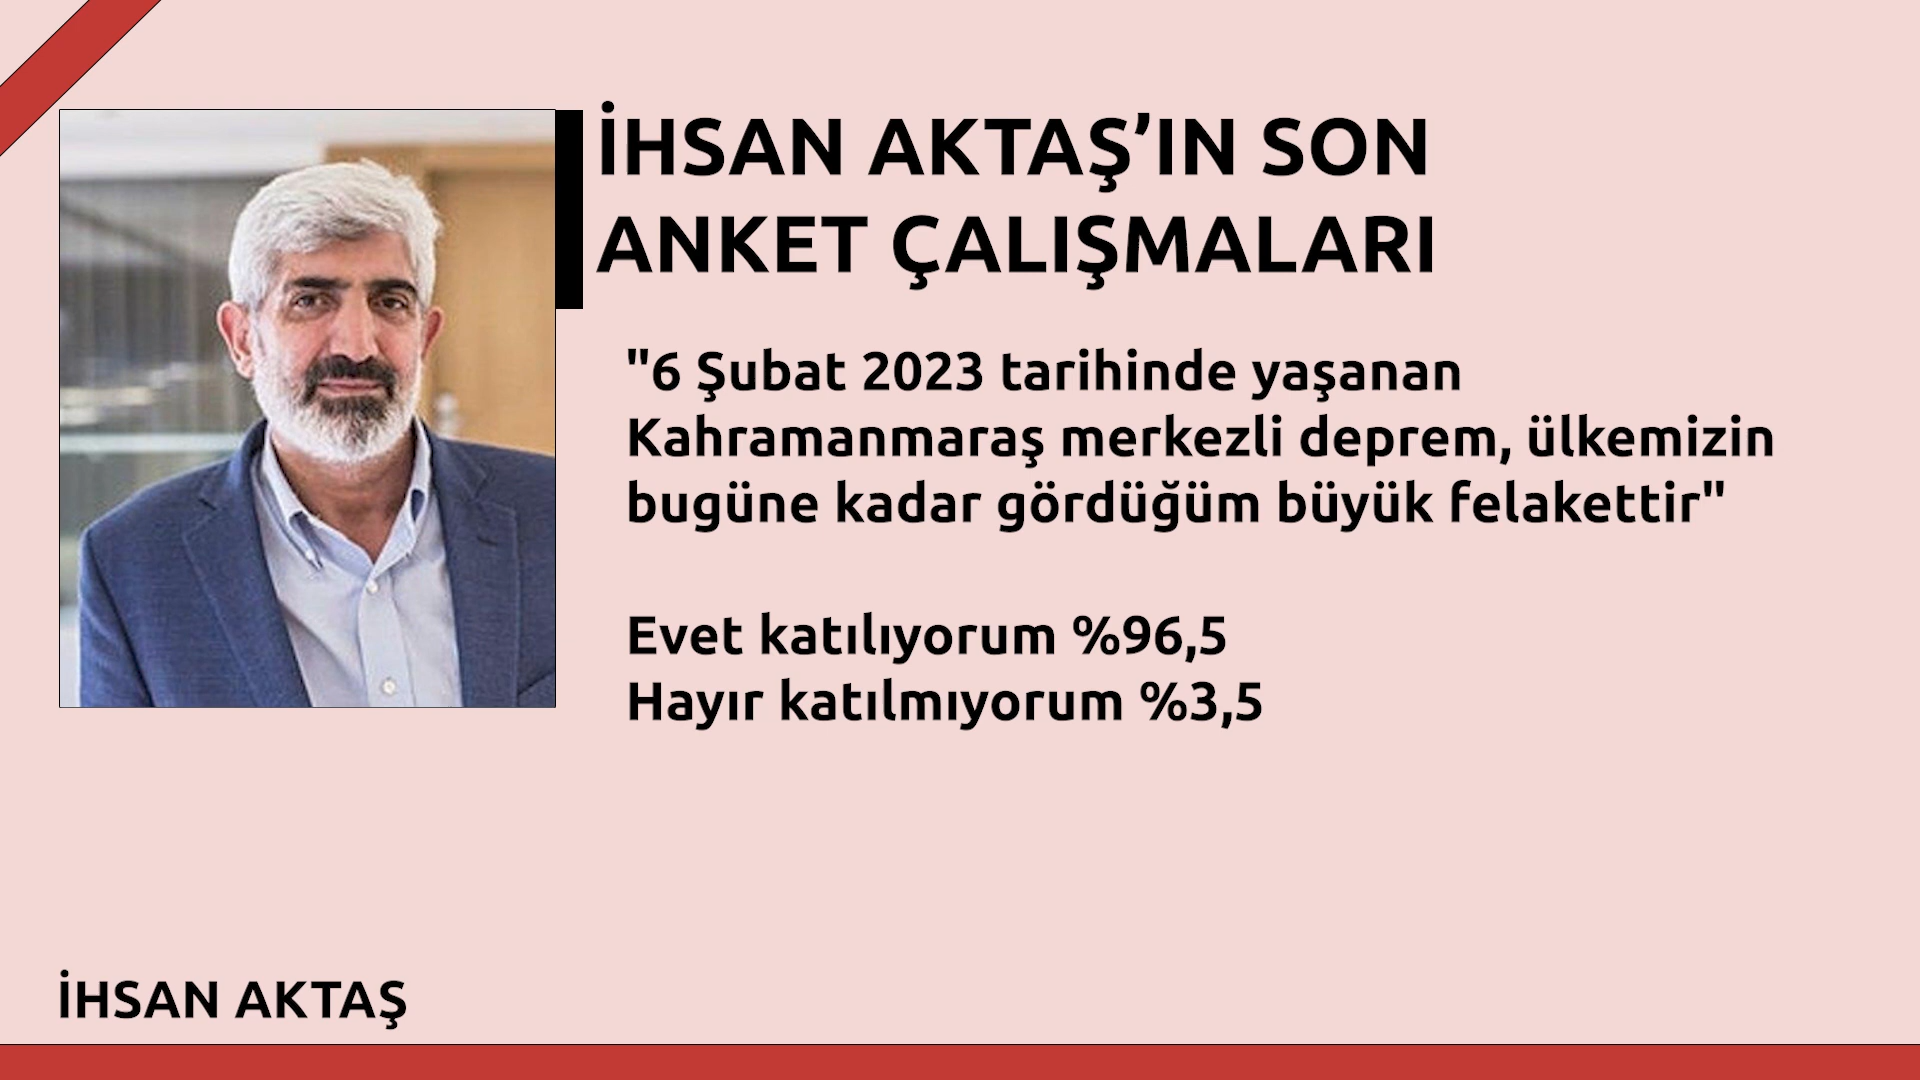 İHSAN AKTAŞ’IN SON
ANKET ÇALIŞMALARI
"6 Şubat 2023 tarihinde yaşanan
Kahramanmaraş merkezli deprem, ülkemizin
bugüne kadar gördüğüm büyük felakettir"
Evet katılıyorum %96,5
Hayır katılmıyorum %3,5
İHSAN AKTAŞ